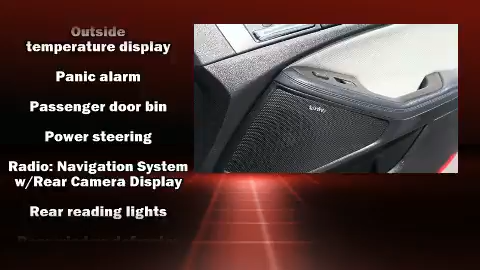 Outside
temperature display
Panic alarm
Passenger door bin
Power steering
Radio: Navigation System
w/Rear Camera Display
Rear reading lights